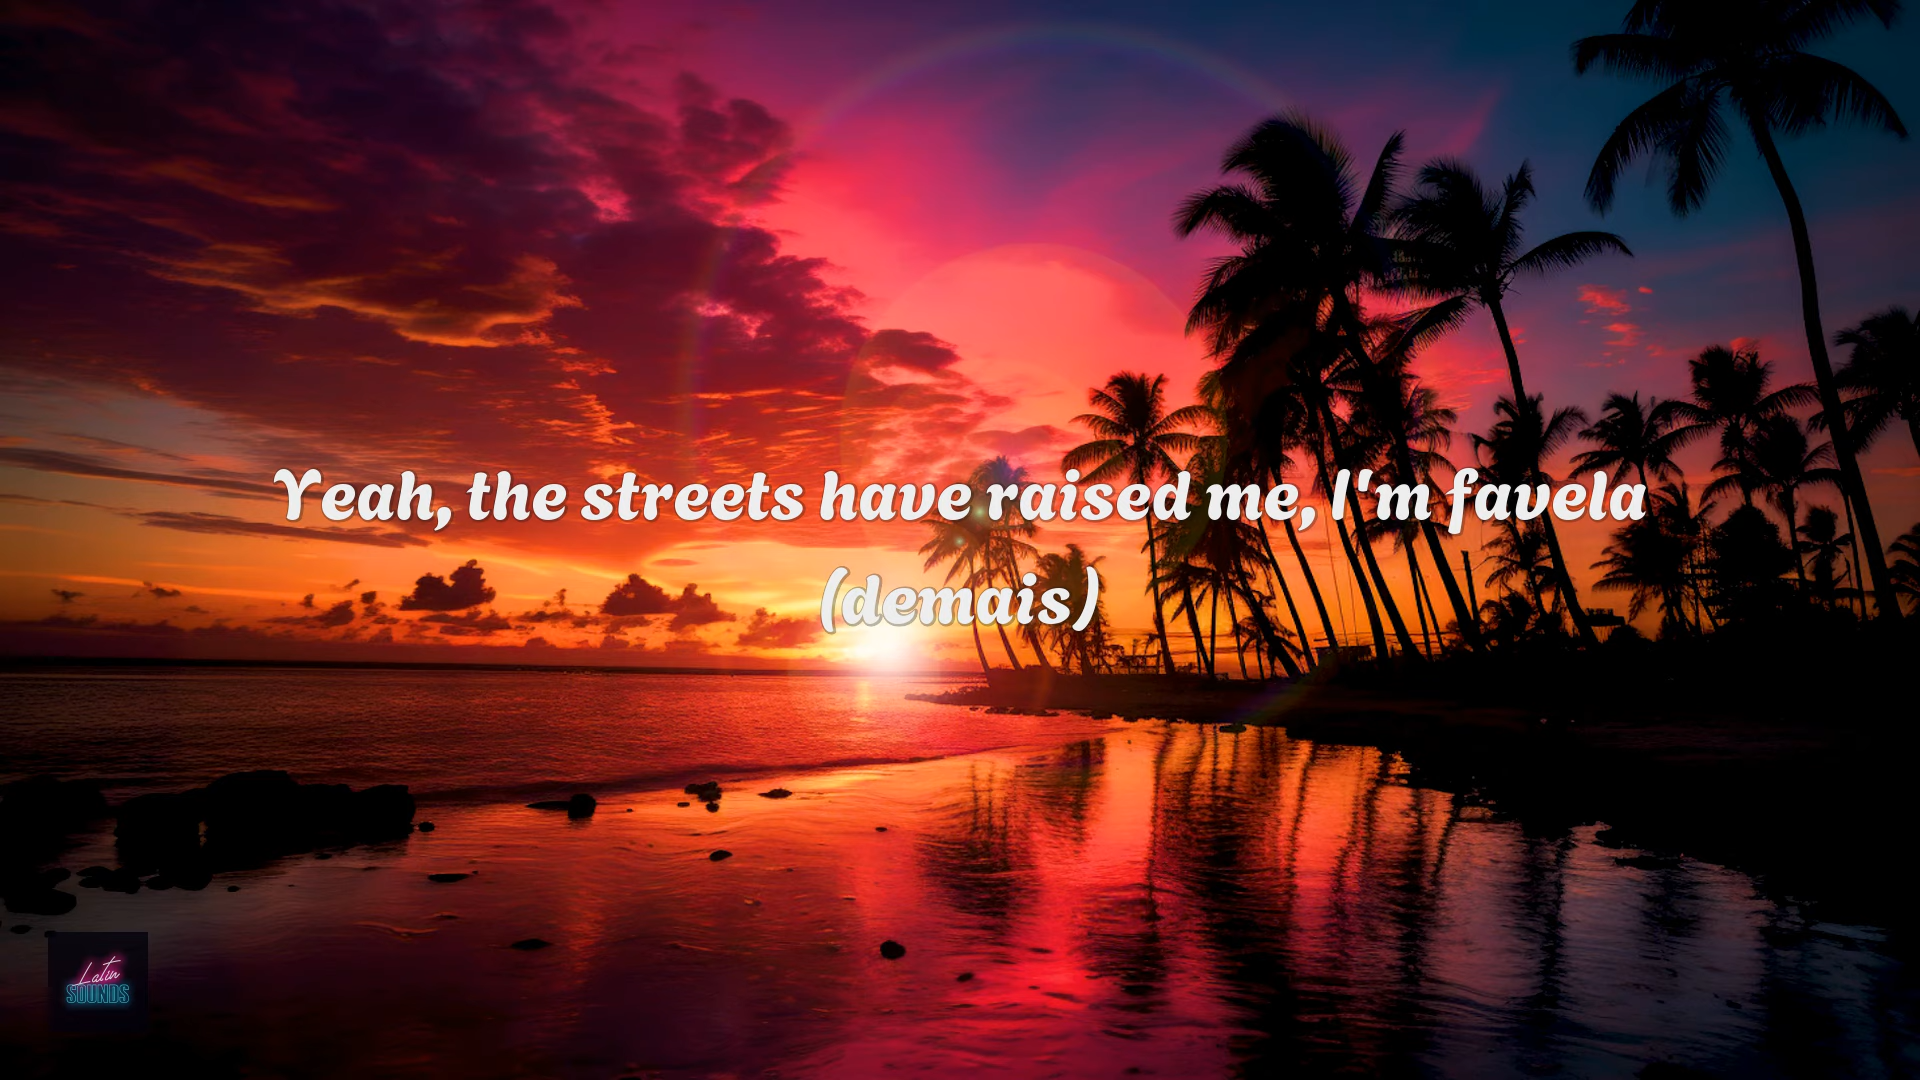 Yeah, the streets have raised me, I'm favela
(demais)
Latin
SOUNDS